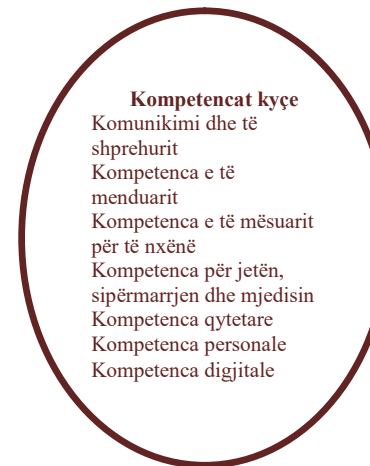 Kompetencat kyçe
Komunikimi dhe të
shprehurit
Kompetenca e të
menduarit
Kompetenca e të mësuarit
për të nxënë
Kompetenca për jetën,
sipërmarrjen dhe mjedisin
Kompetenca qytetare
Kompetenca personale
Kompetenca digjitale